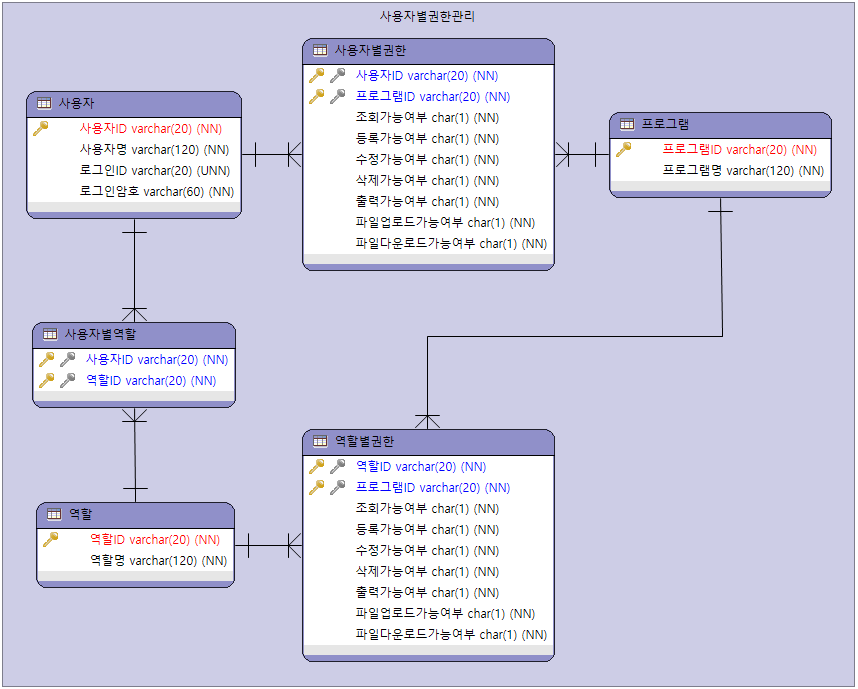 사용자별권한관리
사용자별권한
사용자ID varchar(20) (NN)
프로그램ID varchar(20) (NN)
조회가능여부 char(1) (NN)
등록가능여부 char(1) (NN)
수정가능여부 char(1) (NN)
삭제가능여부 char(1) (NN)
출력가능여부 char(1) (NN)
파일업로드가능여부 char(1) (NN)
파일다운로드가능여부 char(1) (NN)
사용자
사용자ID varchar(20) (NN)
사용자명 varchar(120) (NN)
로그인ID varchar(20) (UNN)
로그인암호 varchar(60) (NN)
프로그램
프로그램ID varchar(20) (NN)
프로그램명 varchar(120) (NN)
사용자별역할
사용자ID varchar(20) (NN)
역할ID varchar(20) (NN)
역할별권한
역할ID varchar(20) (NN)
프로그램ID varchar(20) (NN)
조회가능여부 char(1) (NN)
등록가능여부 char(1) (NN)
수정가능여부 char(1) (NN)
삭제가능여부 char(1) (NN)
출력가능여부 char(1) (NN)
파일업로드가능여부 char(1) (NN)
파일다운로드가능여부 char(1) (NN)
역할
역할ID varchar(20) (NN)
역할명 varchar(120) (NN)